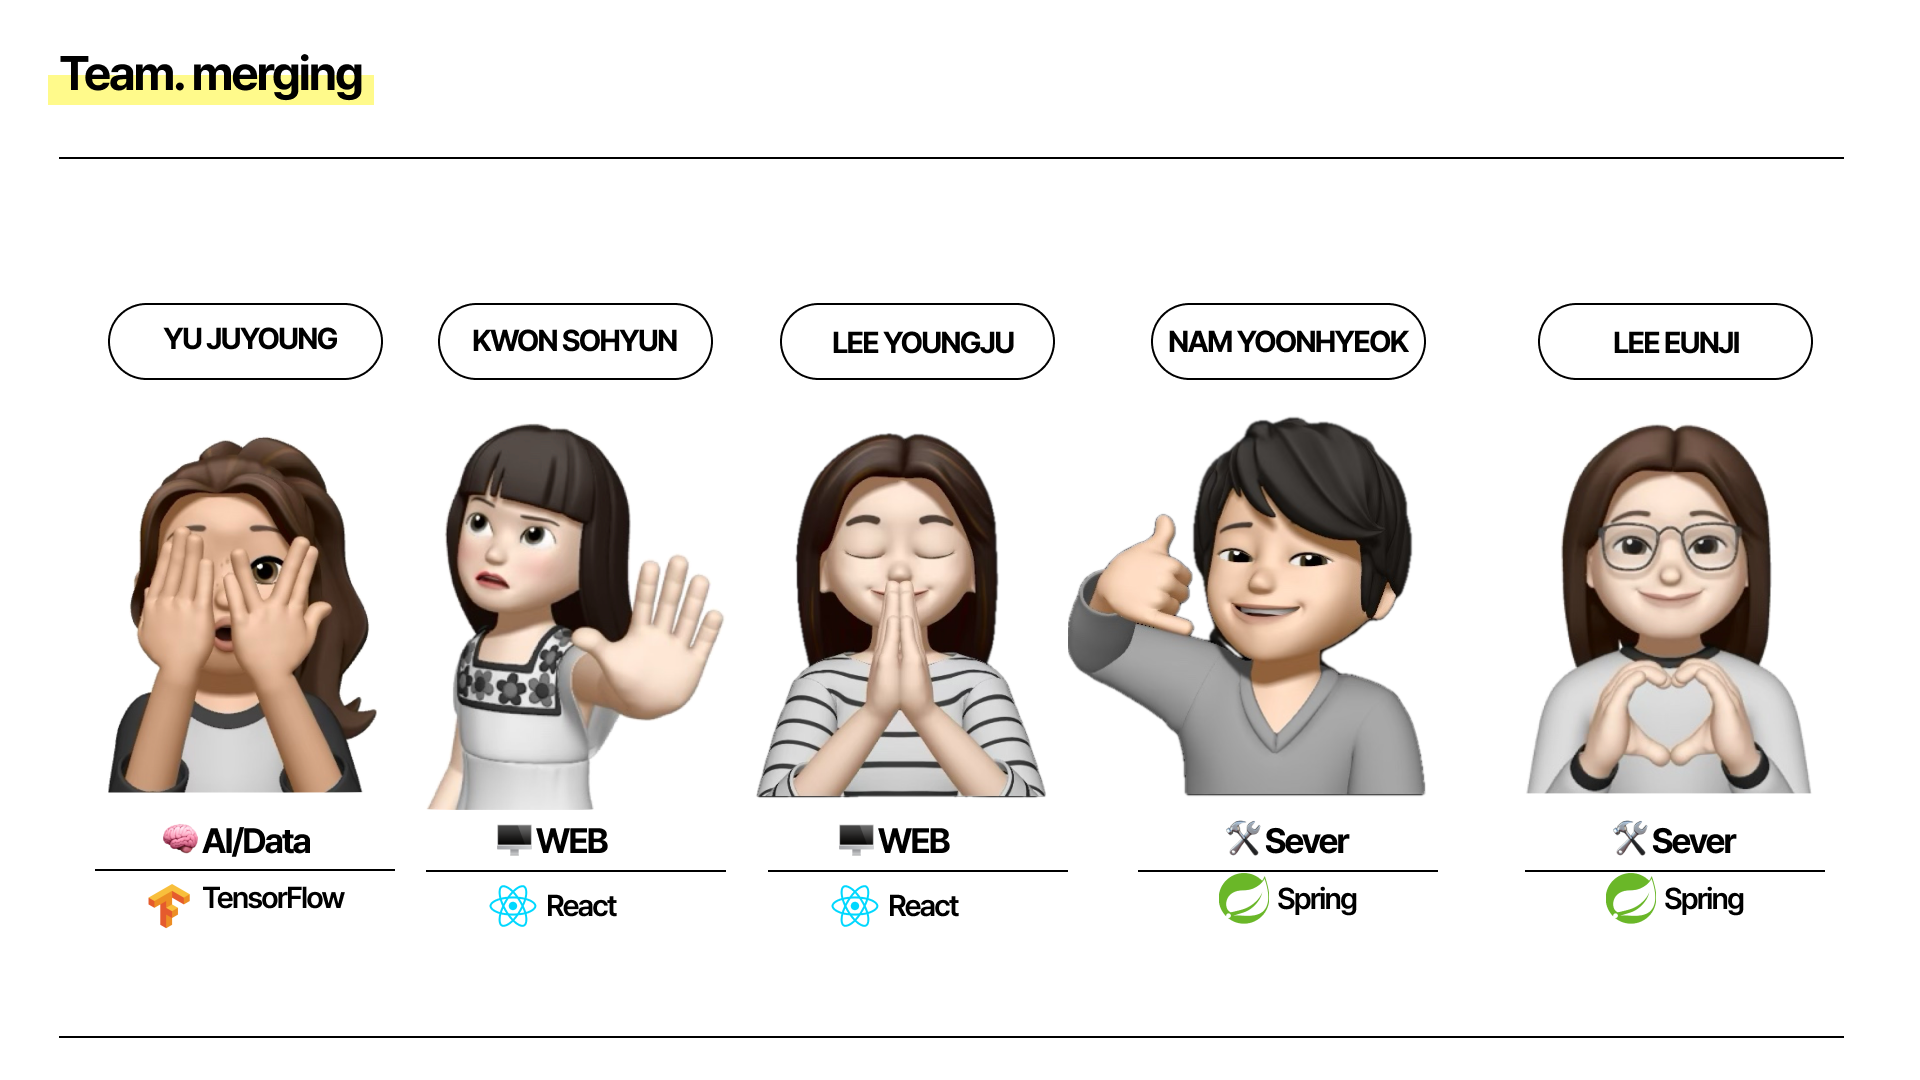 Team. merging
YU JUYOUNG
KWON SOHYUN
LEE YOUNGJU
NAM YOONHYEOK
LEE EUNJI
AI/Data
WEB
WEB
Sever
Sever
TensorFlow
React
React
Spring
Spring